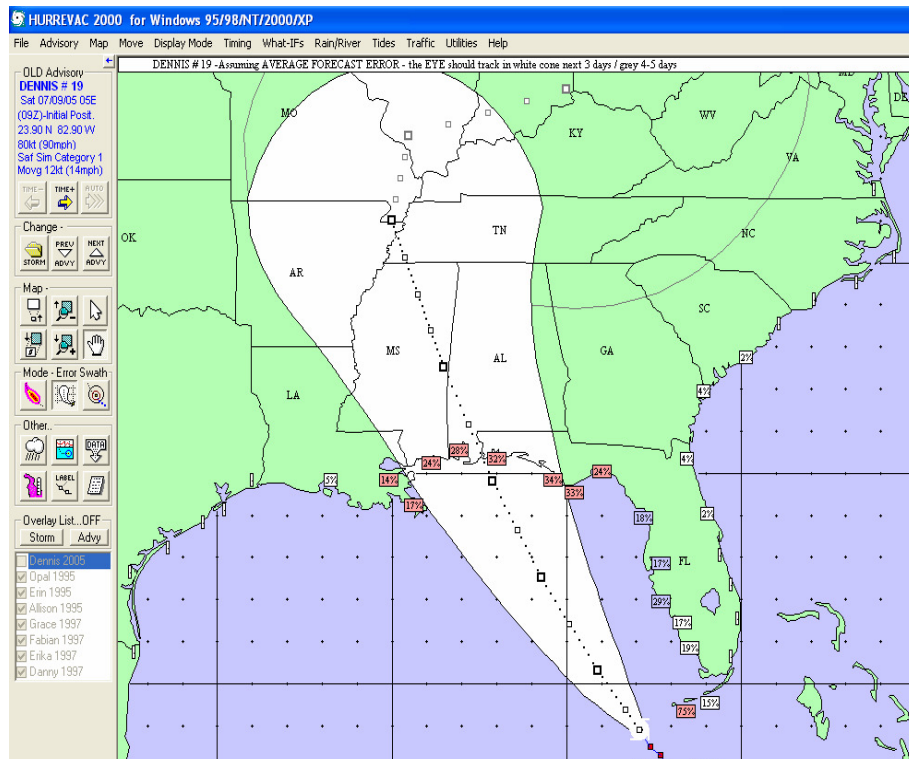 HURREVAC 2000 for Windows 95/98/NT/2000/XP
File Advisory Map Move Display Mode Timing What-IFs Rain/River Tides Traffic Utilities Help
DENNIS # 19 -Assuming AVERAGE FORECAST ERROR - the EYE should track in white cone next 3 days / grey 4-5 days
OLD Advisory
DENNIS # 19
Sat 07/09/05 05E
(09Z)-Initial Posit.
23.90 N 82.90 W
80kt (90mph)
Saf Sim Category 1
Movg 12kt (14mph)
TIME- TIME+ AUTO
Change -
STORM PREV ADVY NEXT ADVY
Map -
Mode - Error Swath
Other..
DATA
LABEL
Overlay List...OFF
Storm Advy
Dennis 2005
Opal 1995
Erin 1995
Allison 1995
Grace 1997
Fabian 1997
Erika 1997
Danny 1997
MO
KY
WV
MD
DE
VA
OK
TN
NC
AR
SC
MS
AL
GA
LA
FL
2%
4%
4%
28%
32%
24%
24%
5%
14%
34%
33%
17%
18%
2%
17%
29%
17%
19%
15%
75%